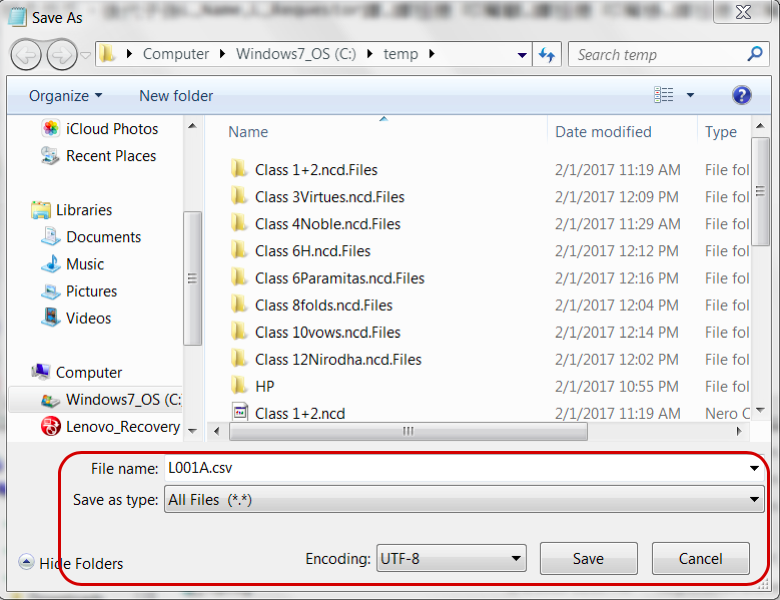 Save As
Computer Windows7_OS (C:) temp
Search temp
Organize New folder
iCloud Photos
Recent Places
Libraries
Documents
Music
Pictures
Videos
Computer
Windows7_OS (C:
Lenovo_Recovery
Name Date modified Type
Class 1+2.ncd.Files 2/1/2017 11:19 AM File fol
Class 3Virtues.ncd.Files 2/1/2017 12:09 PM File fol
Class 4Noble.ncd.Files 2/1/2017 11:29 AM File fol
Class 6H.ncd.Files 2/1/2017 12:12 PM File fol
Class 6Paramitas.ncd.Files 2/1/2017 12:16 PM File fol
Class 8folds.ncd.Files 2/1/2017 12:04 PM File fol
Class 10vows.ncd.Files 2/1/2017 12:14 PM File fol
Class 12Nirodha.ncd.Files 2/1/2017 12:02 PM File fol
HP 2/1/2017 10:55 PM File fol
Class 1+2.ncd 2/1/2017 11:19 AM Nero C
File name: L001A.csv
Save as type: All Files (*.*)
Hide Folders
Encoding: UTF-8 Save Cancel